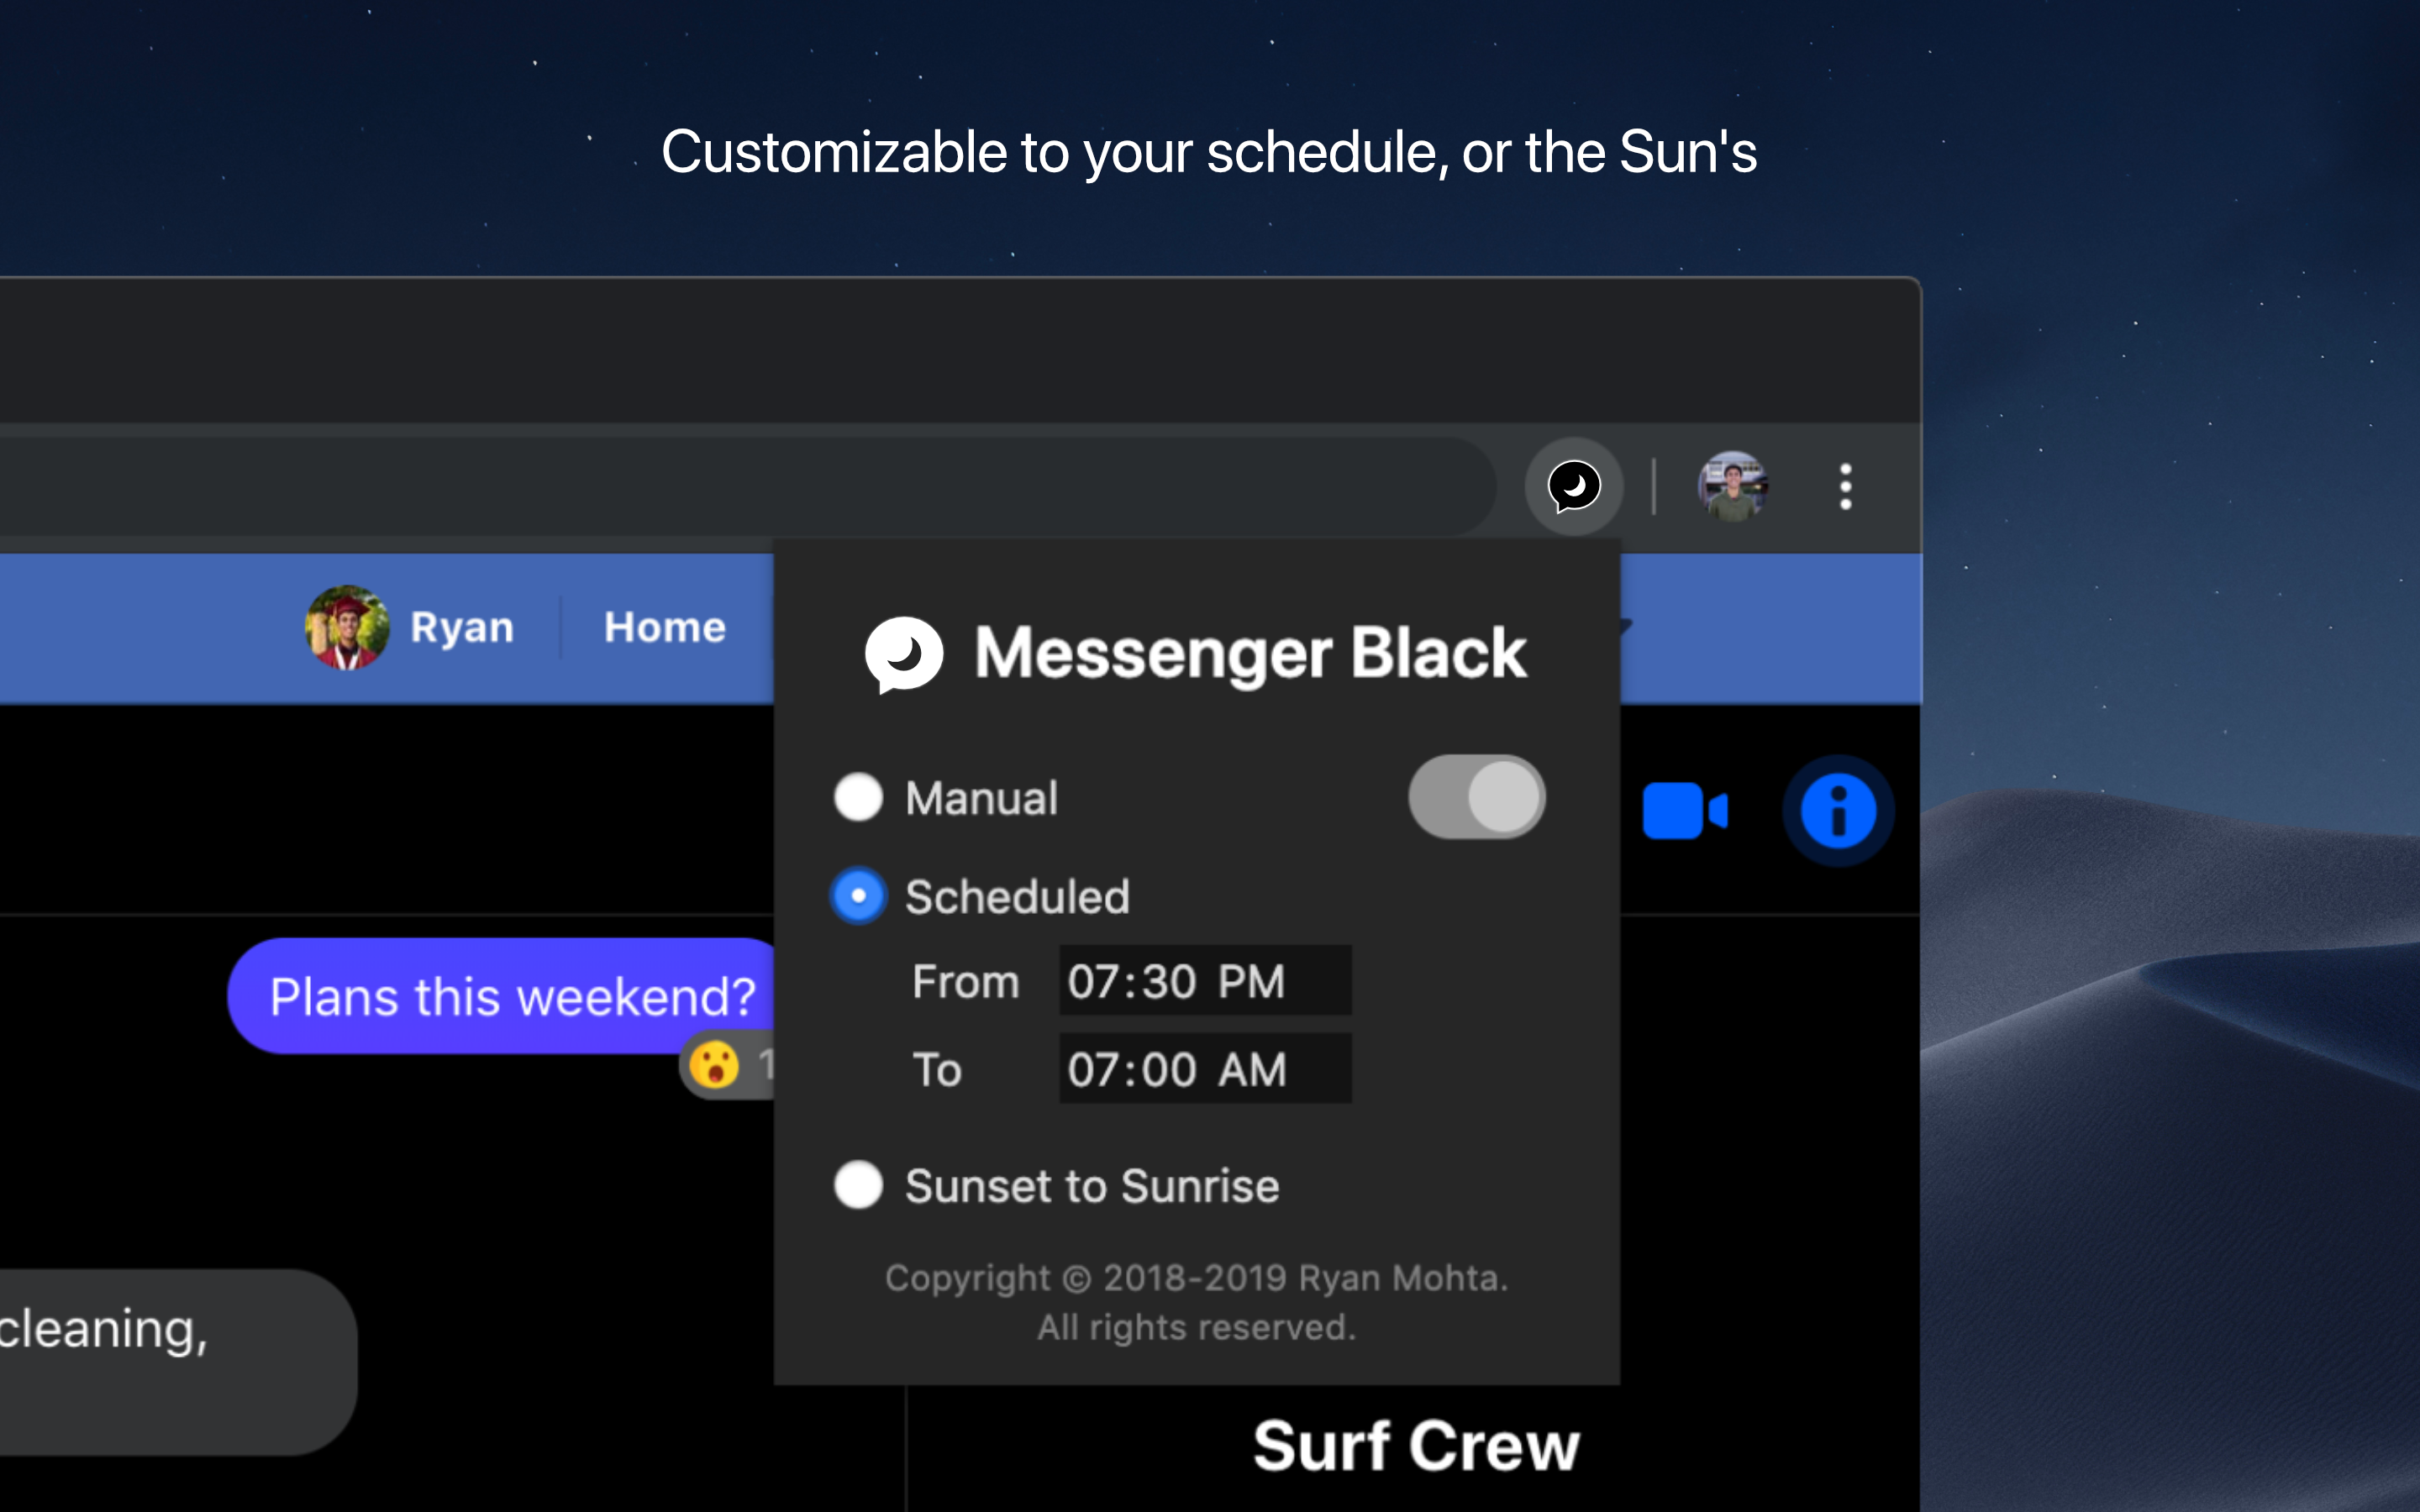 Customizable to your schedule, or the Sun's
Ryan
Home
Messenger Black
Manual
Scheduled
From 07:30 PM
To 07:00 AM
Sunset to Sunrise
Copyright © 2018-2019 Ryan Mohta.
All rights reserved.
Plans this weekend?
1
cleaning,
Surf Crew